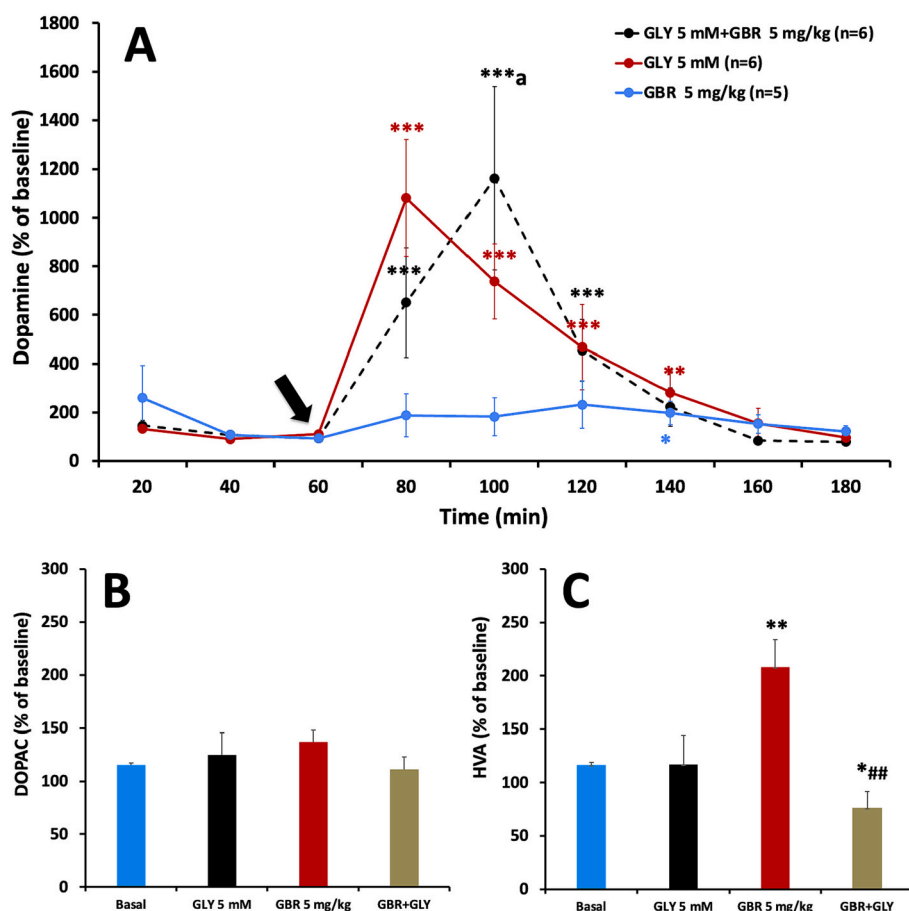 A
GLY 5 mM+GBR 5 mg/kg (n=6)
GLY 5 mM (n=6)
GBR 5 mg/kg (n=5)
Dopamine (% of baseline)
1800
1600
1400
1200
1000
800
600
400
200
0
***a
***
***
***
***
***
**
*
20 40 60 80 100 120 140 160 180
Time (min)
B
DOPAC (% of baseline)
300
250
200
150
100
50
0
Basal GLY 5 mM GBR 5 mg/kg GBR+GLY
C
HVA (% of baseline)
300
250
200
150
100
50
0
**
*##
Basal GLY 5 mM GBR 5 mg/kg GBR+GLY